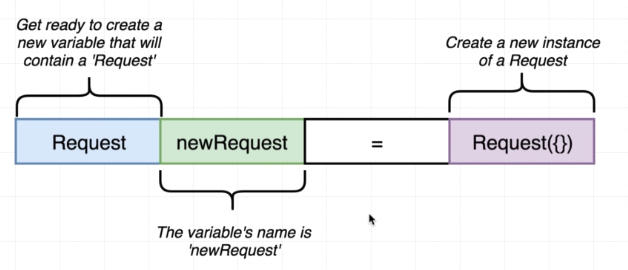 Get ready to create a
new variable that will
contain a 'Request'
Create a new instance
of a Request
Request
newRequest
=
Request({})
The variable's name is
'newRequest'